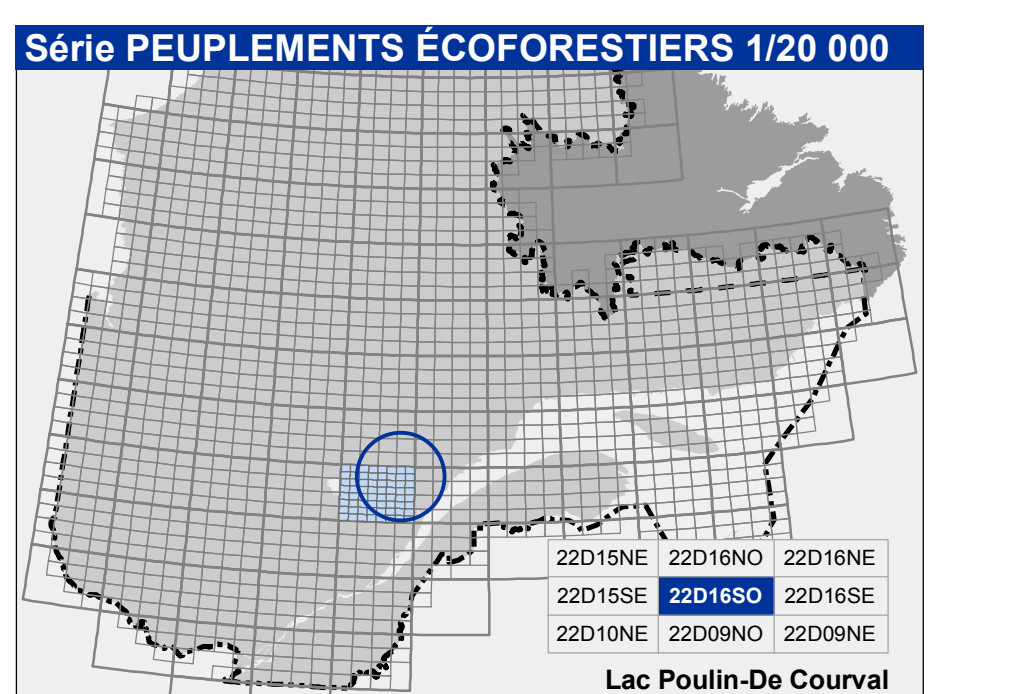 Série PEUPLEMENTS ÉCOFORESTIERS 1/20 000
22D15NE 22D16NO 22D16NE
22D15SE 22D16SO 22D16SE
22D10NE 22D09NO 22D09NE
Lac Poulin-De Courval